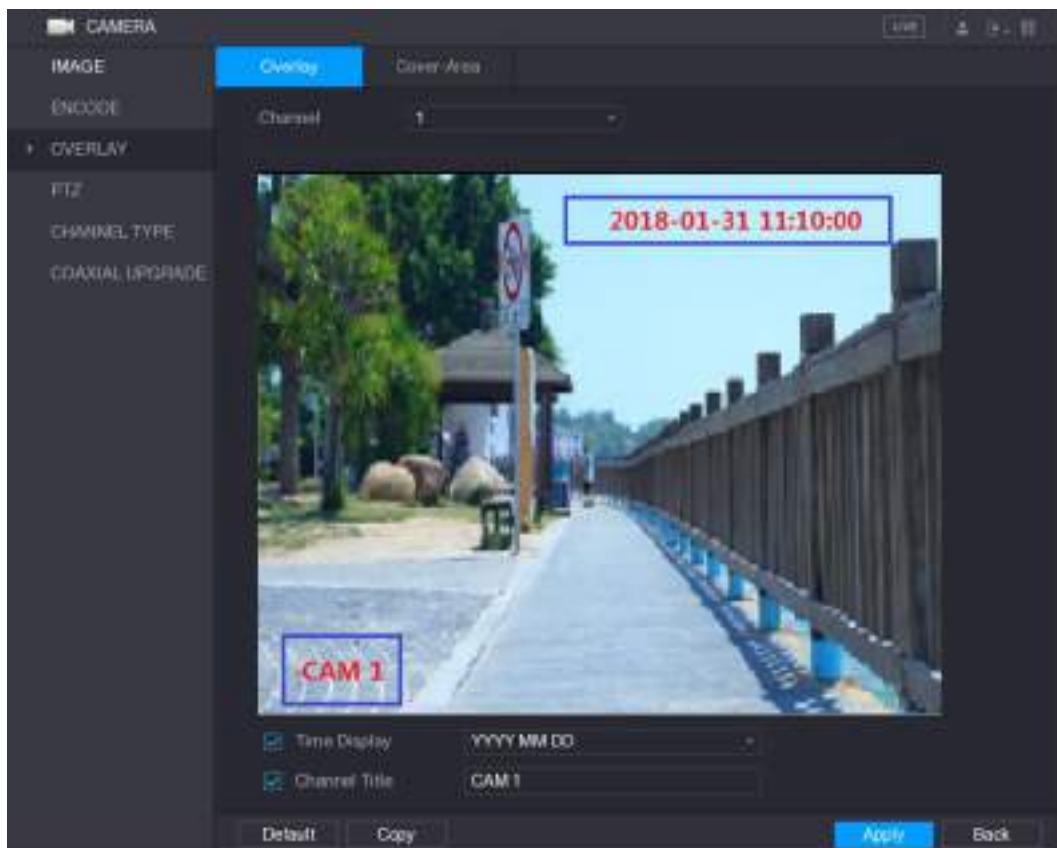 CAMERA
LIVE
IMAGE
Overlay
Cover-Area
ENCODE
Channel
1
OVERLAY
PTZ
CHANNEL TYPE
COAXIAL UPGRADE
2018-01-31 11:10:00
CAM 1
Time Display
YYYY MM DD
Channel Title
CAM 1
Default
Copy
Apply
Back